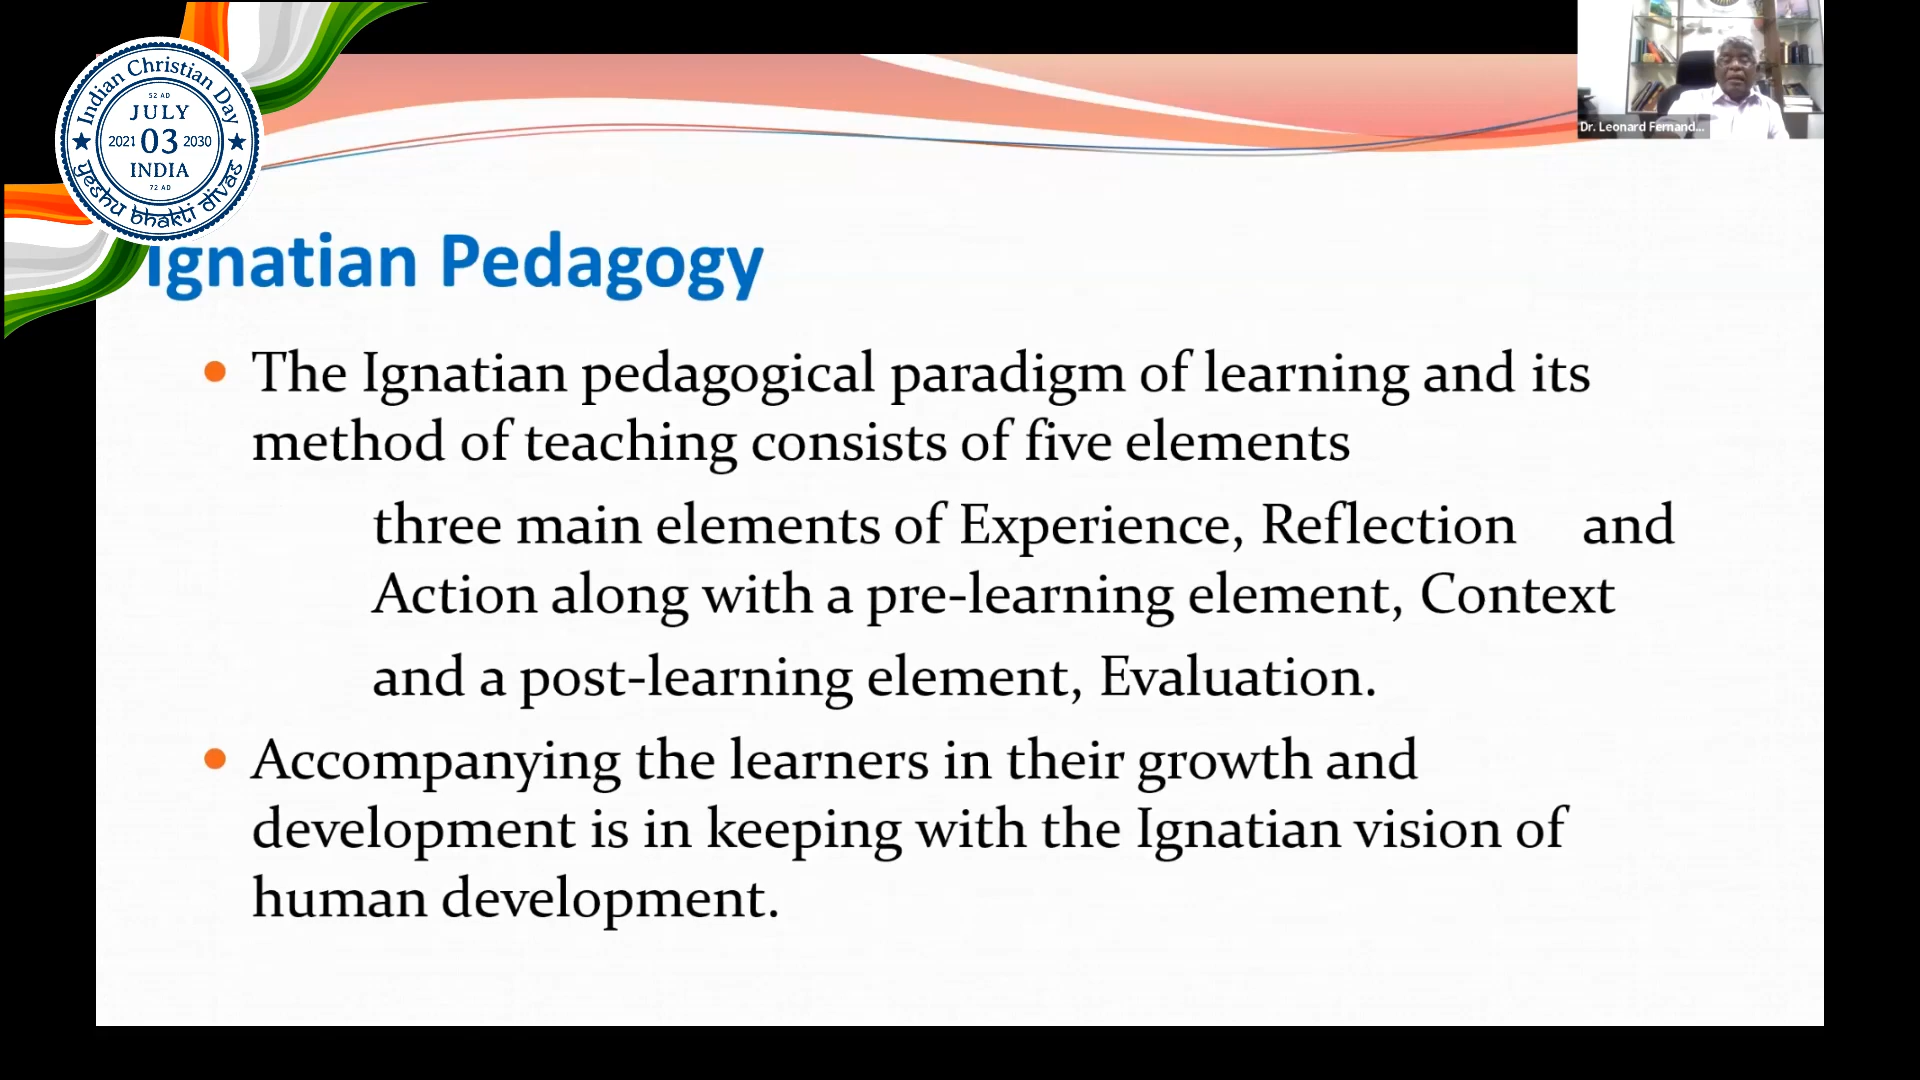 Indian Christian Day
52 AD
JULY
2021 03 2030
INDIA
72 AD
yeshu bhakti divas
Dr. Leonard Fernand...
Ignatian Pedagogy
The Ignatian pedagogical paradigm of learning and its
method of teaching consists of five elements
three main elements of Experience, Reflection and
Action along with a pre-learning element, Context
and a post-learning element, Evaluation.
Accompanying the learners in their growth and
development is in keeping with the Ignatian vision of
human development.